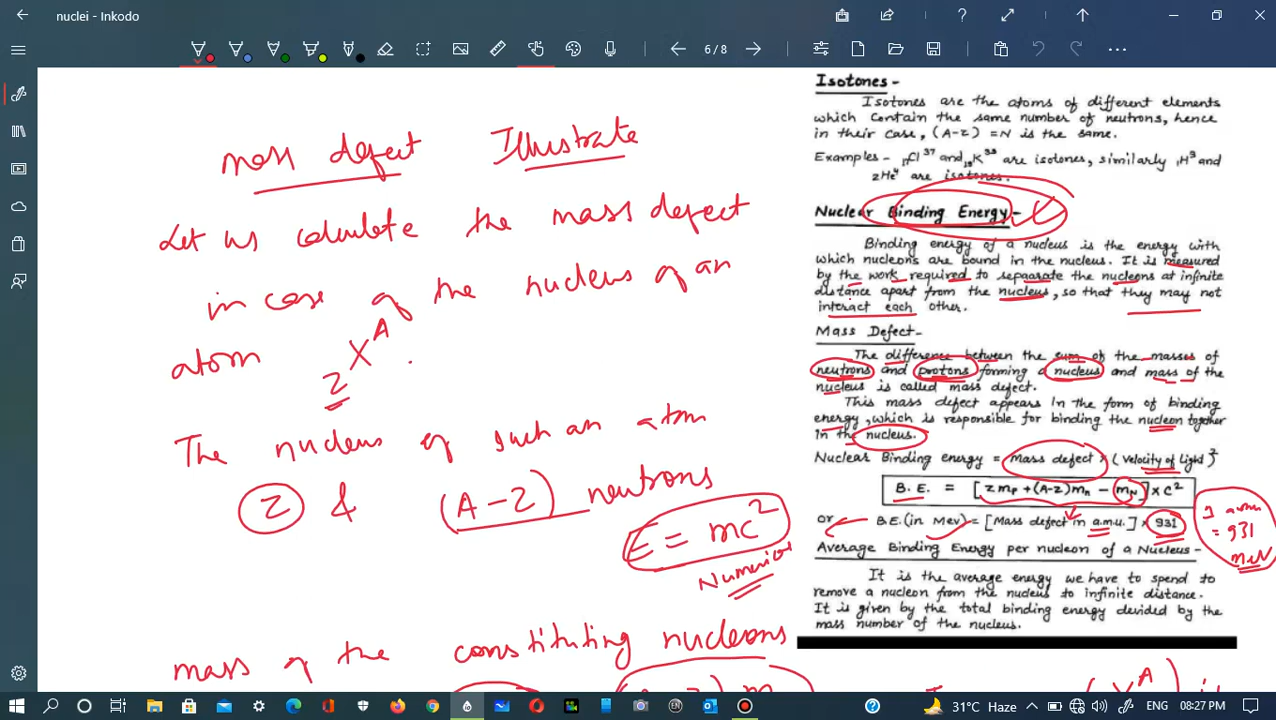 nuclei - Inkodo
6/8
mass defect Illustrate
Let us calculate the mass defect
in case of the nucleus of an
atom zX^A.
The nucleus of such an atom
Z & (A-Z) neutrons
E = mc²
mass of the constituting nucleons
Isotones -
Isotones are the atoms of different elements
which contain the same number of neutrons, hence
in their case, (A-Z) = N is the same.
Examples - 17Cl^37 and 19K^39 are isotones, similarly 1H^3 and
2He^4 are isotones.
Nuclear Binding Energy-
Binding energy of a nucleus is the energy with
which nucleons are bound in the nucleus. It is measured
by the work required to separate the nucleons at infinite
distance apart from the nucleus, so that they may not
interact each other.
Mass Defect-
The difference between the sum of the masses of
neutrons and protons forming a nucleus and mass of the
nucleus is called mass defect.
This mass defect appears in the form of binding
energy, which is responsible for binding the nucleon together
in the nucleus.
Nuclear Binding energy = Mass defect × (Velocity of Light)²
B.E. = [Zmp + (A-Z)mn - mN] × c²
or B.E. (in Mev) = [Mass defect in a.m.u.] × 931
1 amu
= 931
MeV
Average Binding Energy per nucleon of a Nucleus-
It is the average energy we have to spend to
remove a nucleon from the nucleus to infinite distance.
It is given by the total binding energy devided by the
mass number of the nucleus.
31°C Haze
ENG
08:27 PM